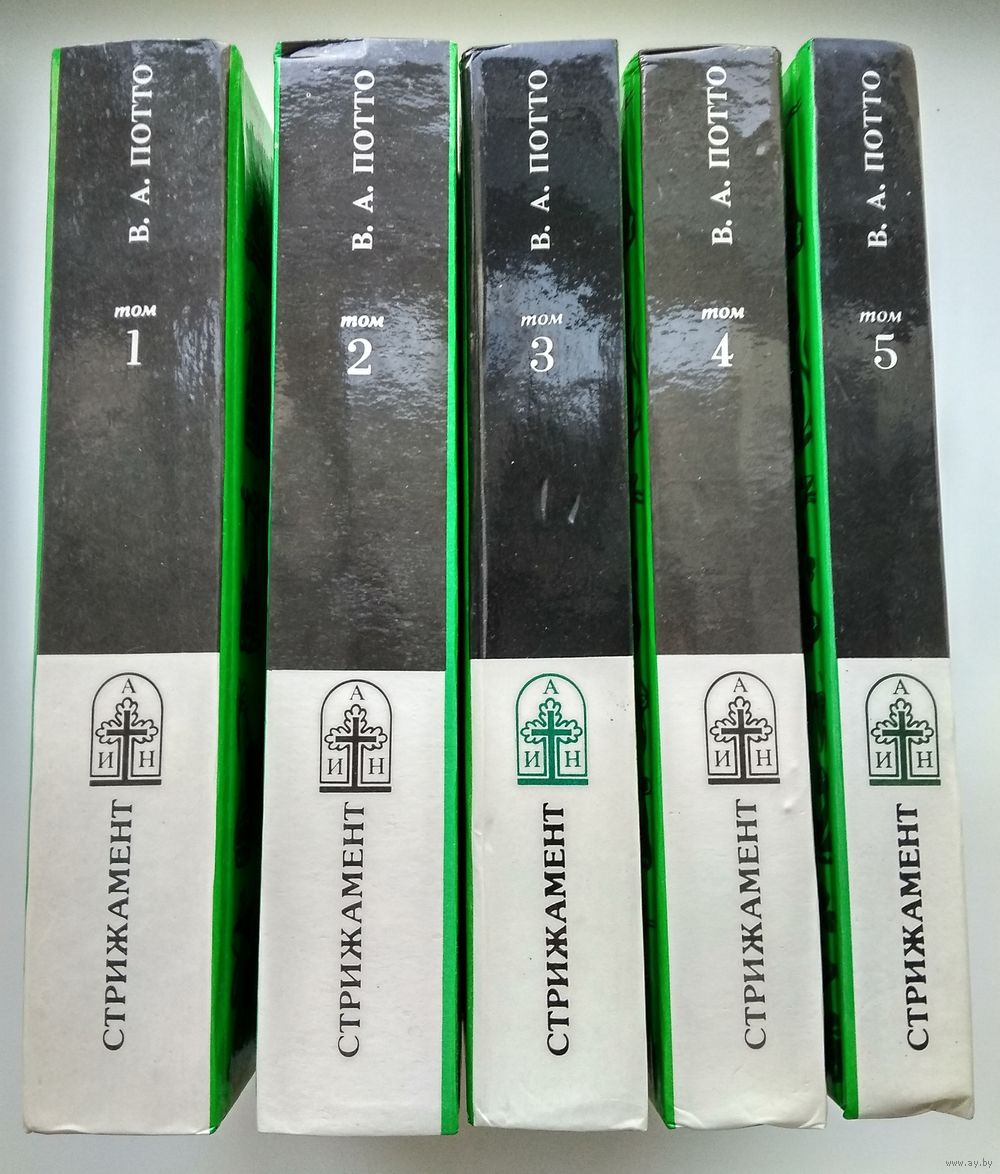 В. А. ПОТТО
том
1
А
И Н
СТРИЖАМЕНТ
В. А. ПОТТО
том
2
А
И Н
СТРИЖАМЕНТ
В. А. ПОТТО
том
3
А
И Н
СТРИЖАМЕНТ
В. А. ПОТТО
том
4
А
И Н
СТРИЖАМЕНТ
В. А. ПОТТО
том
5
А
И Н
СТРИЖАМЕНТ
www.ay.by